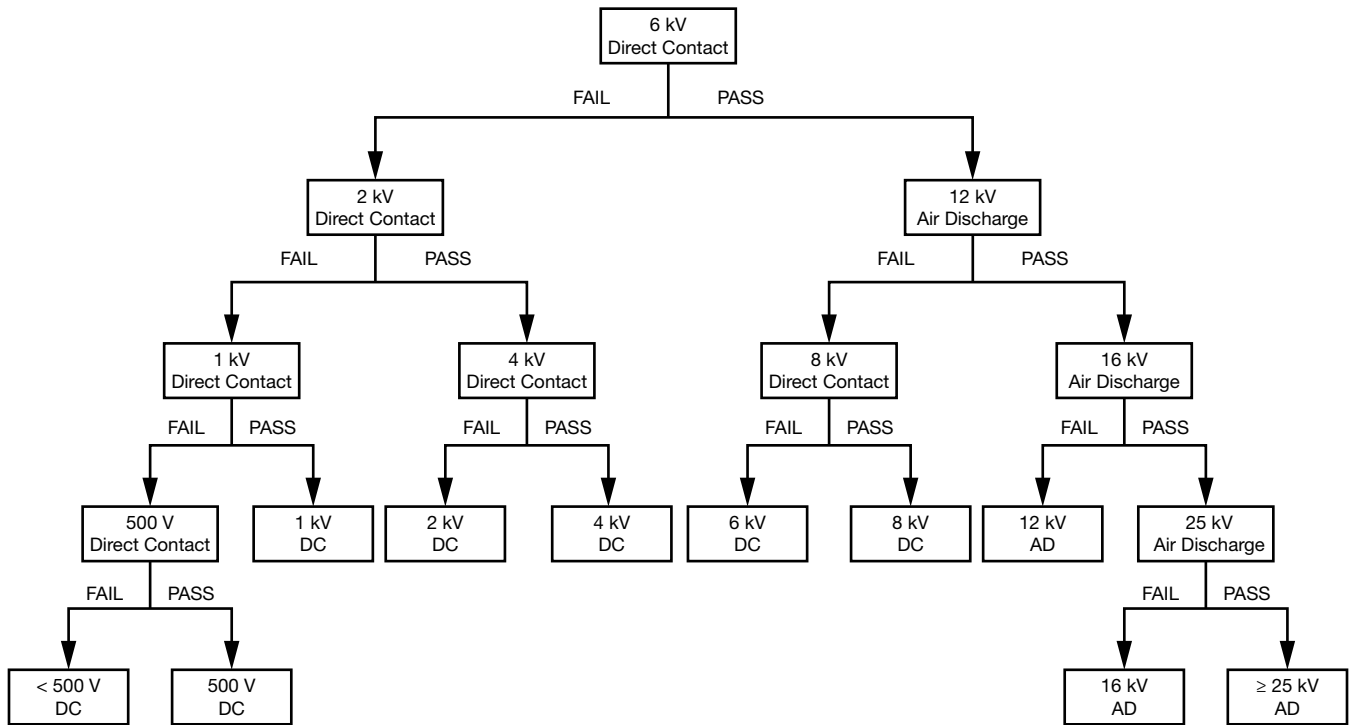 6 kV
Direct Contact
FAIL PASS
2 kV
Direct Contact
12 kV
Air Discharge
FAIL PASS
FAIL PASS
1 kV
Direct Contact
4 kV
Direct Contact
8 kV
Direct Contact
16 kV
Air Discharge
FAIL PASS
FAIL PASS
FAIL PASS
FAIL PASS
500 V
Direct Contact
1 kV
DC
2 kV
DC
4 kV
DC
6 kV
DC
8 kV
DC
12 kV
AD
25 kV
Air Discharge
FAIL PASS
FAIL PASS
< 500 V
DC
500 V
DC
16 kV
AD
≥ 25 kV
AD